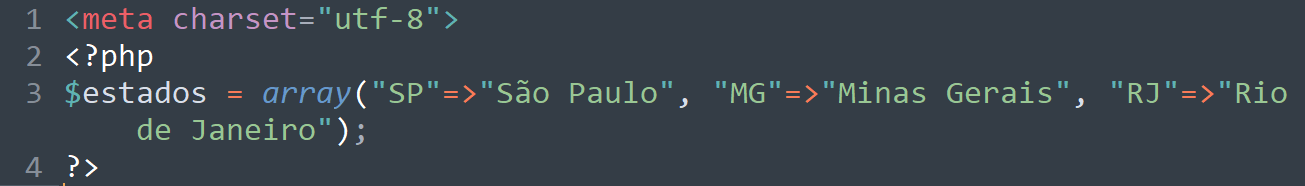 1 <meta charset="utf-8">
2 <?php
3 $estados = array("SP"=>"São Paulo", "MG"=>"Minas Gerais", "RJ"=>"Rio
de Janeiro");
4 ?>